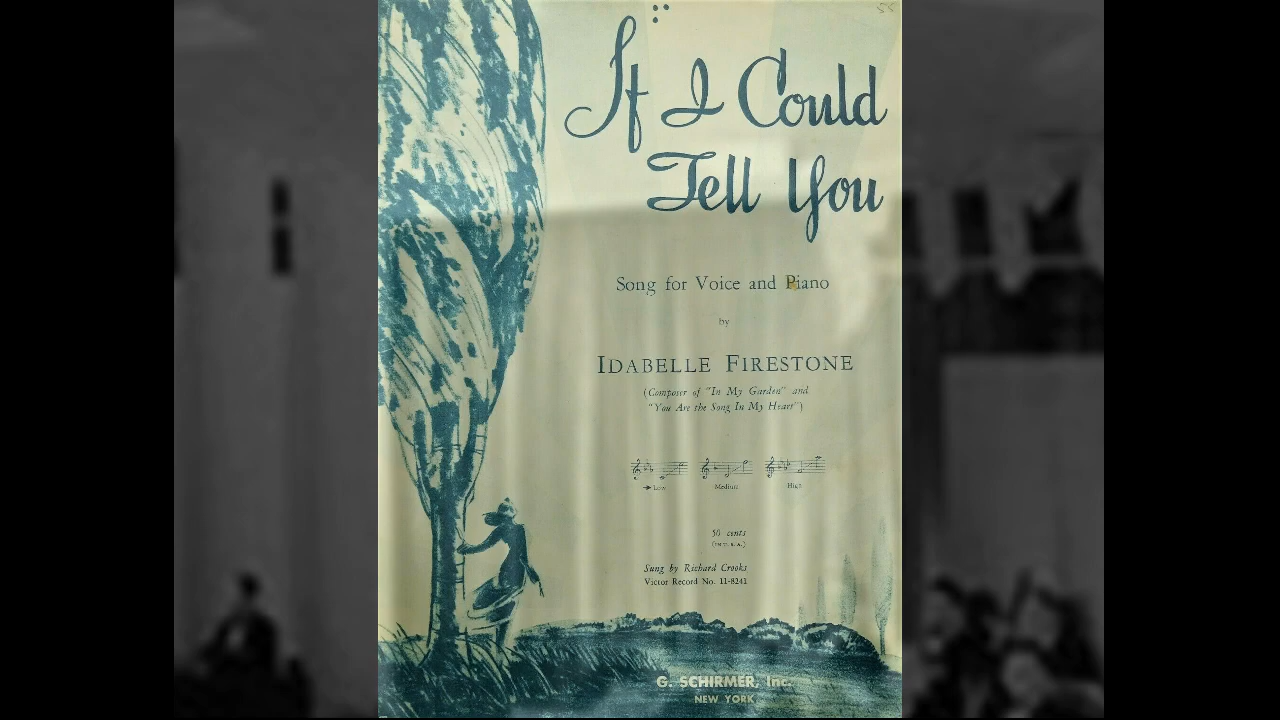 55
If I Could
Tell You
Song for Voice and Piano
by
IDABELLE FIRESTONE
(Composer of "In My Garden" and
"You Are the Song In My Heart")
Low Medium High
50 cents
(IN U. S. A.)
Sung by Richard Crooks
Victor Record No. 11-8241
G. SCHIRMER, Inc.
NEW YORK